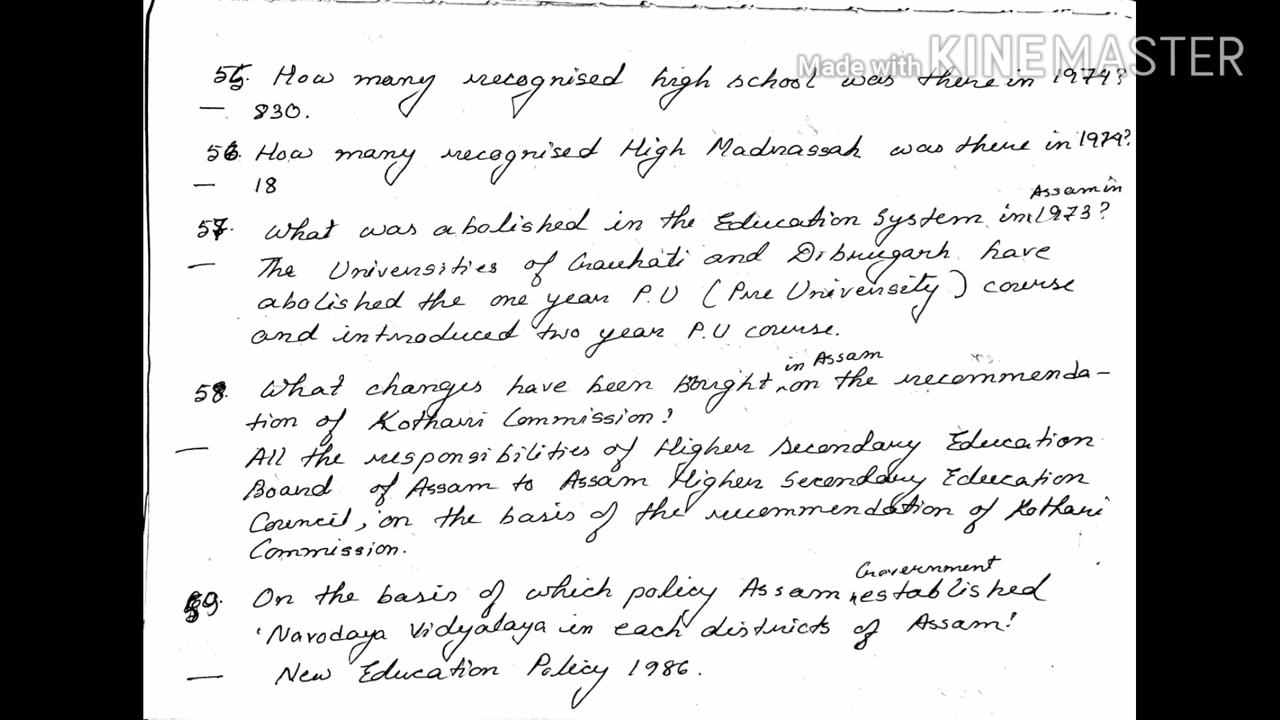 Made with KINEMASTER
55. How many recognised high school was there in 1974?
— 830.
56. How many recognised High Madrassah was there in 1974?
— 18
57. What was abolished in the Education System in Assam in 1973?
— The Universities of Gauhati and Dibrugarh have
abolished the one year P.U (Pre University) course
and introduced two year P.U course.
58. What changes have been Bought in Assam on the recommenda-
tion of Kothari Commission?
— All the responsibilities of Higher Secondary Education
Board of Assam to Assam Higher Secondary Education
Council, on the basis of the recommendation of Kothari
Commission.
59. On the basis of which policy Assam Government established
'Navodaya Vidyalaya in each districts of Assam?
— New Education Policy 1986.